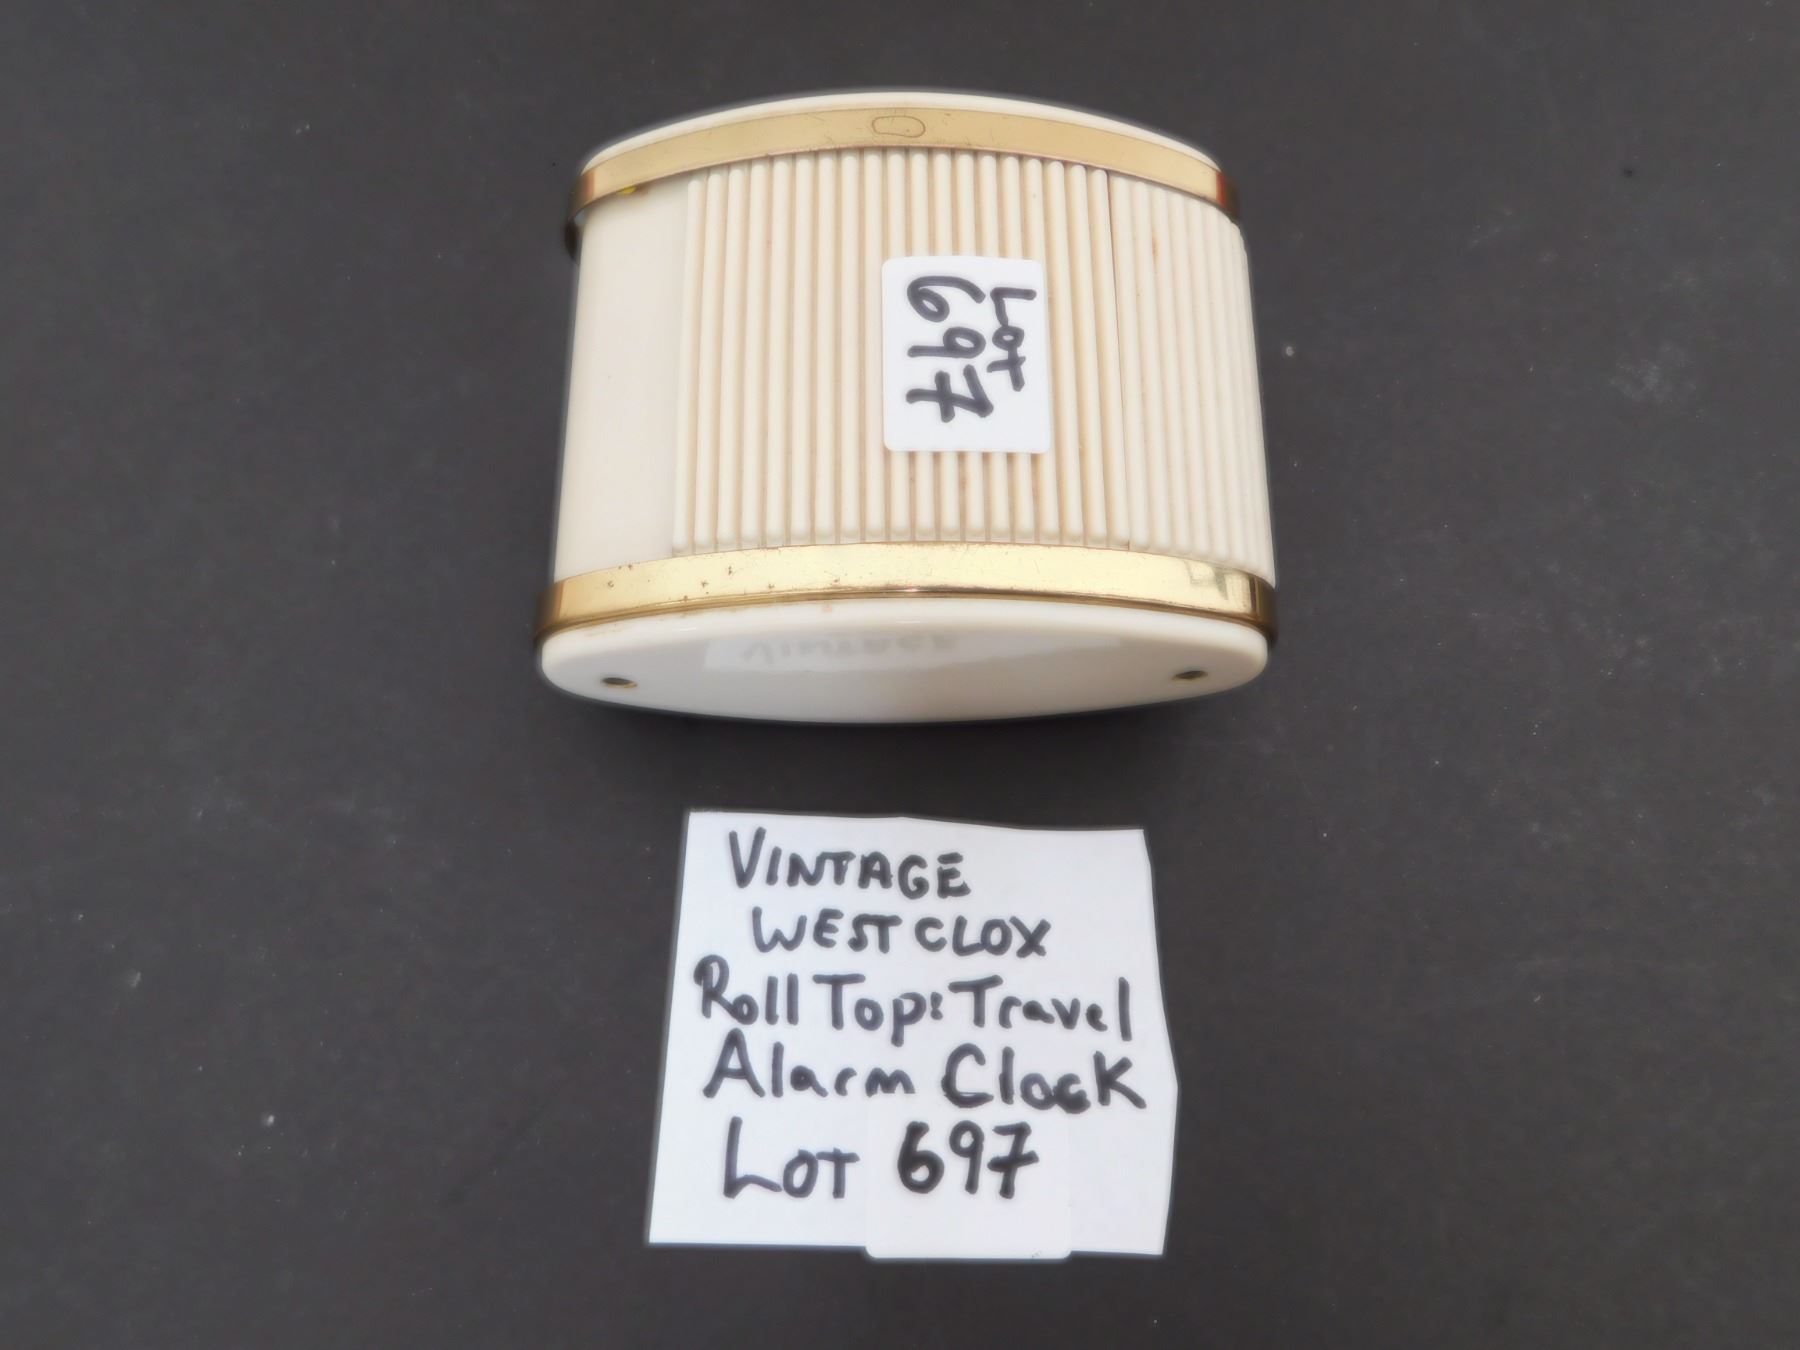 Lot
697
VINTAGE
WESTCLOX
Roll Top: Travel
Alarm Clock
LOT 697